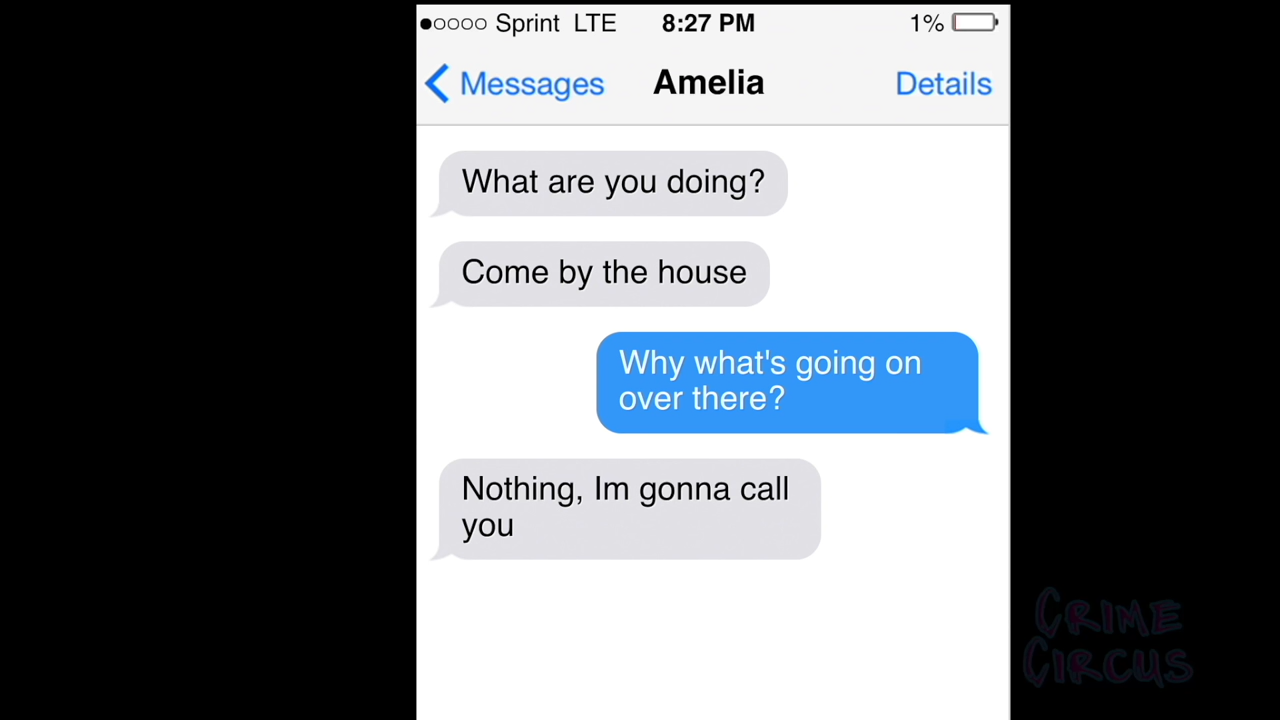 Sprint LTE 8:27 PM 1%
Messages Amelia Details
What are you doing?
Come by the house
Why what's going on
over there?
Nothing, Im gonna call
you
CRIME
CIRCUS